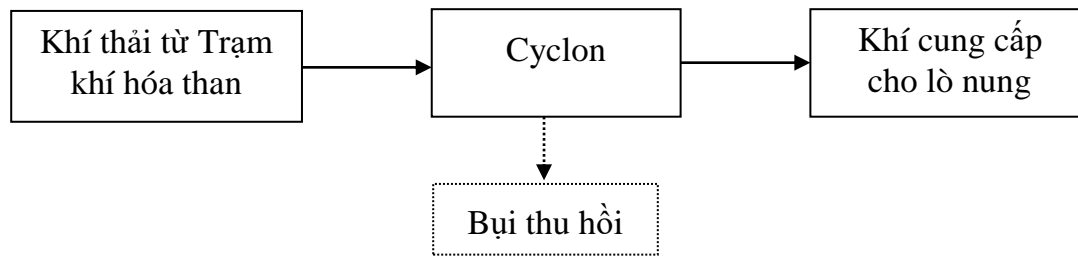 Khí thải từ Trạm
khí hóa than
Cyclon
Khí cung cấp
cho lò nung
Bụi thu hồi